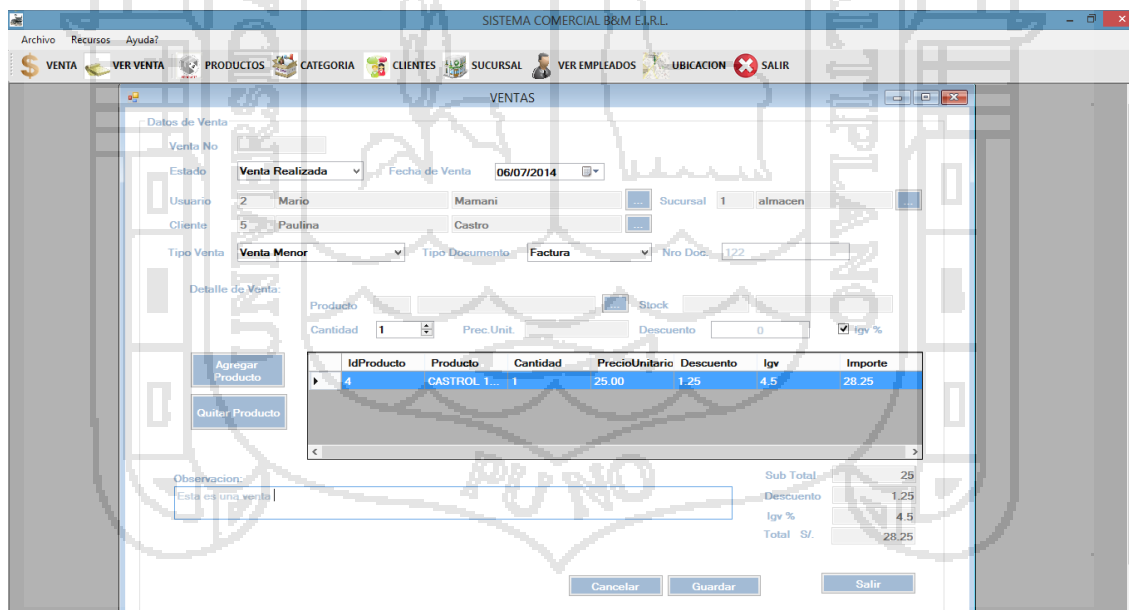 SISTEMA COMERCIAL B&M E.I.R.L.
Archivo Recursos Ayuda?
VENTA VER VENTA PRODUCTOS CATEGORIA CLIENTES SUCURSAL VER EMPLEADOS UBICACION SALIR
VENTAS
Datos de Venta
Venta No
Estado Venta Realizada Fecha de Venta 06/07/2014
Usuario 2 Mario Mamani ... Sucursal 1 almacen ...
Cliente 5 Paulina Castro ...
Tipo Venta Venta Menor Tipo Documento Factura Nro Doc. 122
Detalle de Venta:
Producto ... Stock
Cantidad 1 Prec.Unit. Descuento 0 Igv %
Agregar Producto
Quitar Producto
IdProducto Producto Cantidad PrecioUnitario Descuento Igv Importe
4 CASTROL 1... 1 25.00 1.25 4.5 28.25
Observacion:
Esta es una venta
Sub Total 25
Descuento 1.25
Igv % 4.5
Total S/. 28.25
Cancelar Guardar Salir
UNIVERSIDAD
ALTIPLANO
PUNO